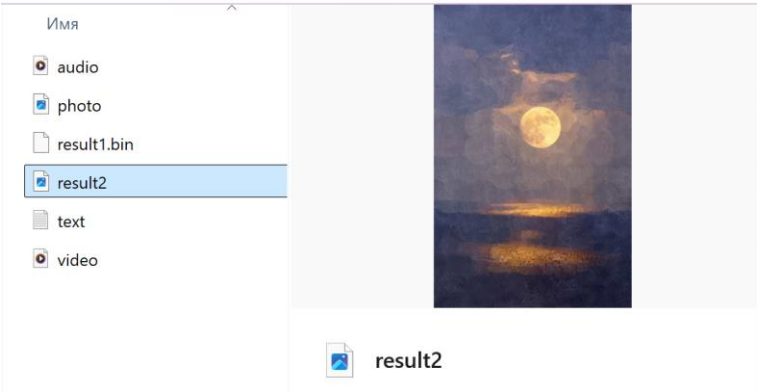 Имя
audio
photo
result1.bin
result2
text
video
result2